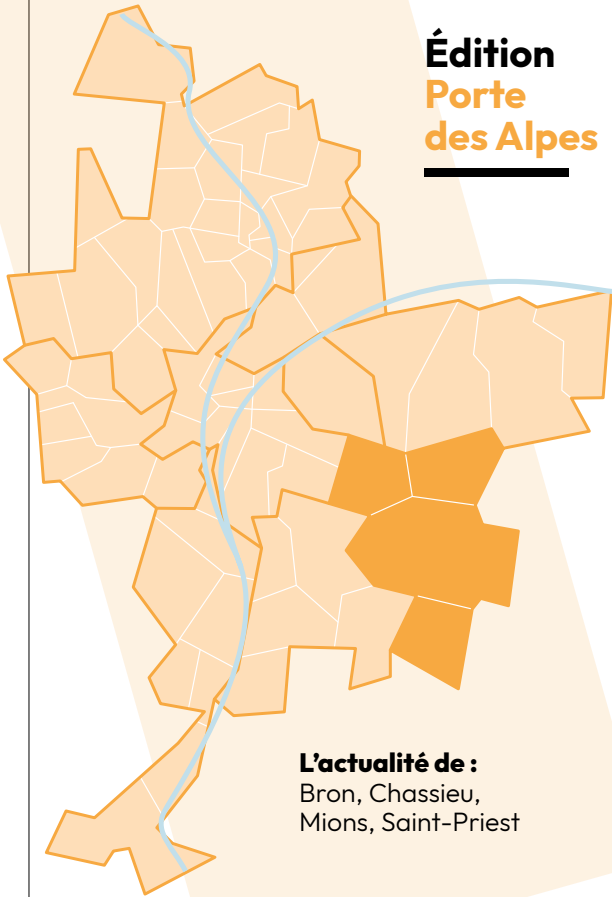 Édition
Porte
des Alpes
L'actualité de :
Bron, Chassieu,
Mions, Saint-Priest